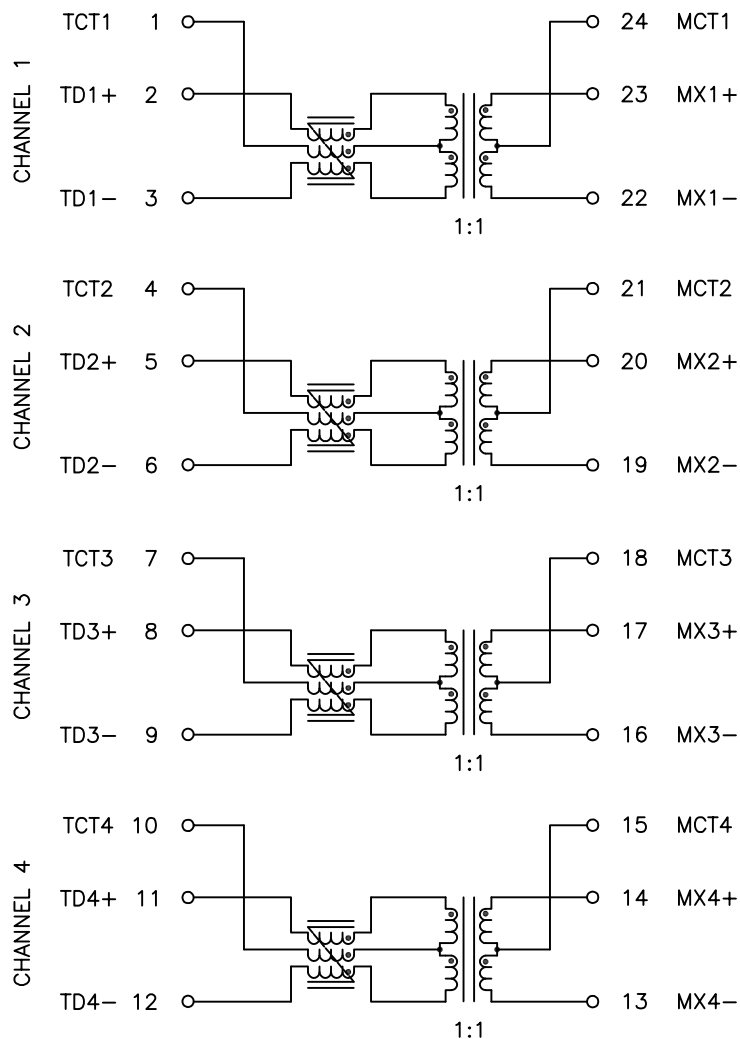 CHANNEL 1
TCT1 1 24 MCT1
TD1+ 2 23 MX1+
TD1− 3 22 MX1−
1:1
CHANNEL 2
TCT2 4 21 MCT2
TD2+ 5 20 MX2+
TD2− 6 19 MX2−
1:1
CHANNEL 3
TCT3 7 18 MCT3
TD3+ 8 17 MX3+
TD3− 9 16 MX3−
1:1
CHANNEL 4
TCT4 10 15 MCT4
TD4+ 11 14 MX4+
TD4− 12 13 MX4−
1:1